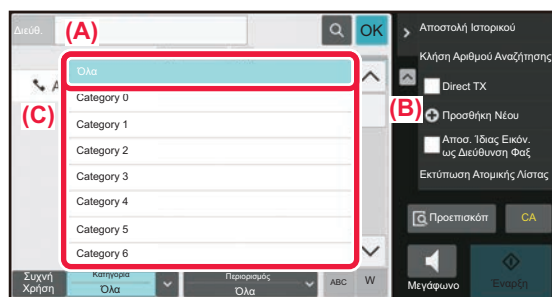 Διεύθ.
(A)
OK
Όλα
Α
(C)
Category 0
Category 1
Category 2
Category 3
Category 4
Category 5
Category 6
Συχνή
Χρήση
Κατηγορία
Όλα
Περιορισμός
Όλα
ABC
W
Αποστολή Ιστορικού
Κλήση Αριθμού Αναζήτησης
Direct TX
(B)
Προσθήκη Νέου
Αποσ. Ίδιας Εικόν.
ως Διεύθυνση Φαξ
Εκτύπωση Ατομικής Λίστας
Προεπισκόπ
CA
Μεγάφωνο
Έναρξη